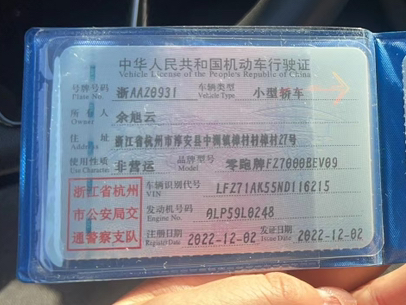 中华人民共和国机动车行驶证
Vehicle License of the People's Republic of China
号牌号码 浙AAZ0931 车辆类型 小型轿车
Plate No. Vehicle Type
所有人 余旭云
Owner
住址 浙江省杭州市淳安县中洲镇樟村村樟村27号
Address
使用性质 非营运 品牌型号 零跑牌FZ7000BEV09
Use Character Model
浙江省杭州
市公安局交
通警察支队
车辆识别代号 LFZ71AK55ND116215
VIN
发动机号码 0LP59L0248
Engine No.
注册日期 2022-12-02 发证日期 2022-12-02
Register Date Issue Date